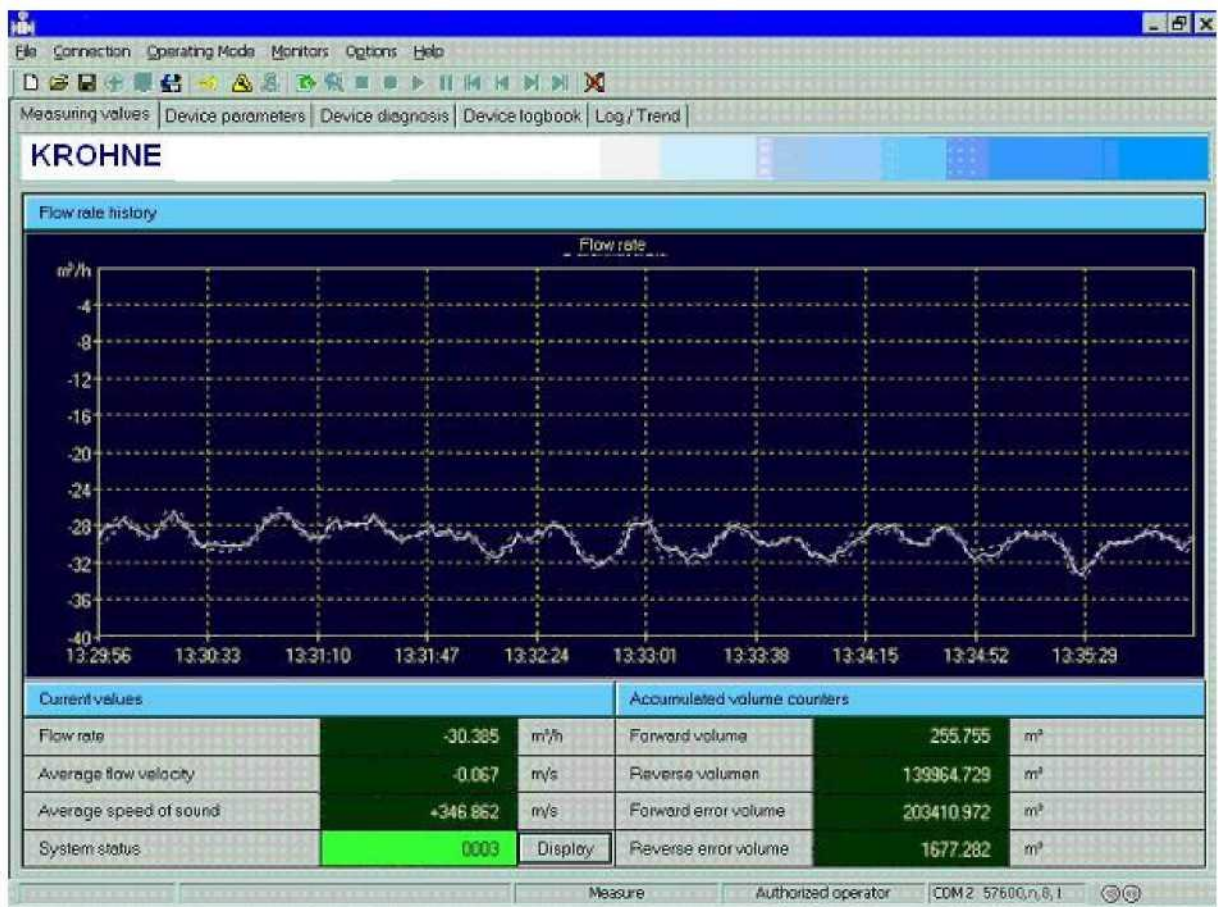 File Connection Operating Mode Monitors Options Help
Measuring values Device parameters Device diagnosis Device logbook Log / Trend
KROHNE
Flow rate history
Flow rate
m³/h
-4
-8
-12
-16
-20
-24
-28
-32
-36
-40
13:29:56 13:30:33 13:31:10 13:31:47 13:32:24 13:33:01 13:33:38 13:34:15 13:34:52 13:35:29
Current values Accumulated volume counters
Flow rate -30.385 m³/h Forward volume 255.755 m³
Average flow velocity -0.067 m/s Reverse volumen 139964.729 m³
Average speed of sound +346.862 m/s Forward error volume 203410.972 m³
System status 0003 Display Reverse error volume 1677.282 m³
Measure Authorized operator COM 2 57600,n,8,1